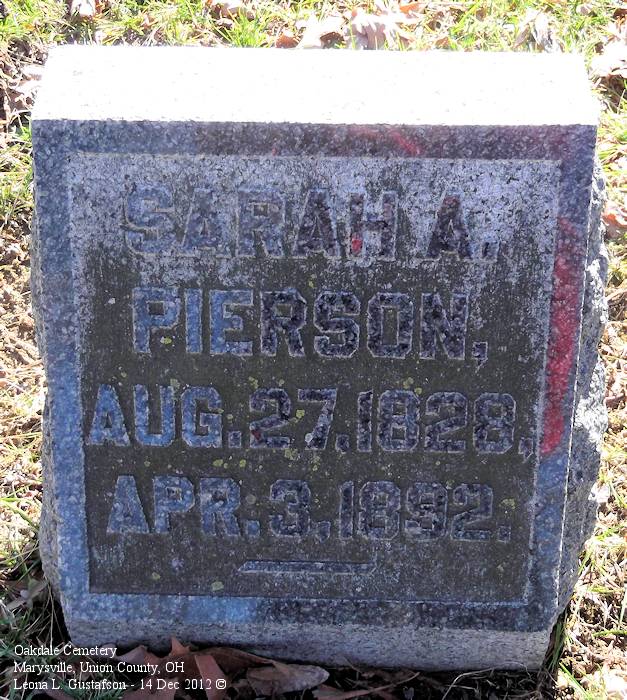 SARAH A.
PIERSON,
AUG. 27, 1828,
APR. 3, 1892.
Oakdale Cemetery
Marysville, Union County, OH
Leona L. Gustafson - 14 Dec 2012 ©